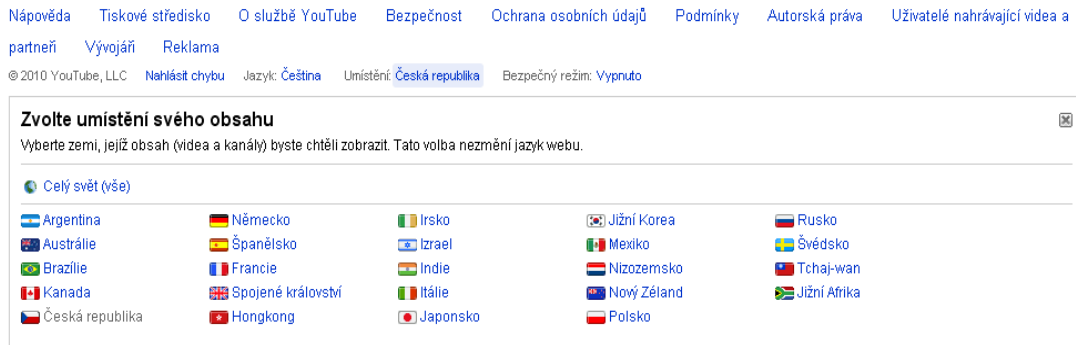 Nápověda Tiskové středisko O službě YouTube Bezpečnost Ochrana osobních údajů Podmínky Autorská práva Uživatelé nahrávající videa a
partneři Vývojáři Reklama
© 2010 YouTube, LLC Nahlásit chybu Jazyk: Čeština Umístění: Česká republika Bezpečný režim: Vypnuto
Zvolte umístění svého obsahu
Vyberte zemi, jejíž obsah (videa a kanály) byste chtěli zobrazit. Tato volba nezmění jazyk webu.
Celý svět (vše)
Argentina Německo Irsko Jižní Korea Rusko
Austrálie Španělsko Izrael Mexiko Švédsko
Brazílie Francie Indie Nizozemsko Tchaj-wan
Kanada Spojené království Itálie Nový Zéland Jižní Afrika
Česká republika Hongkong Japonsko Polsko